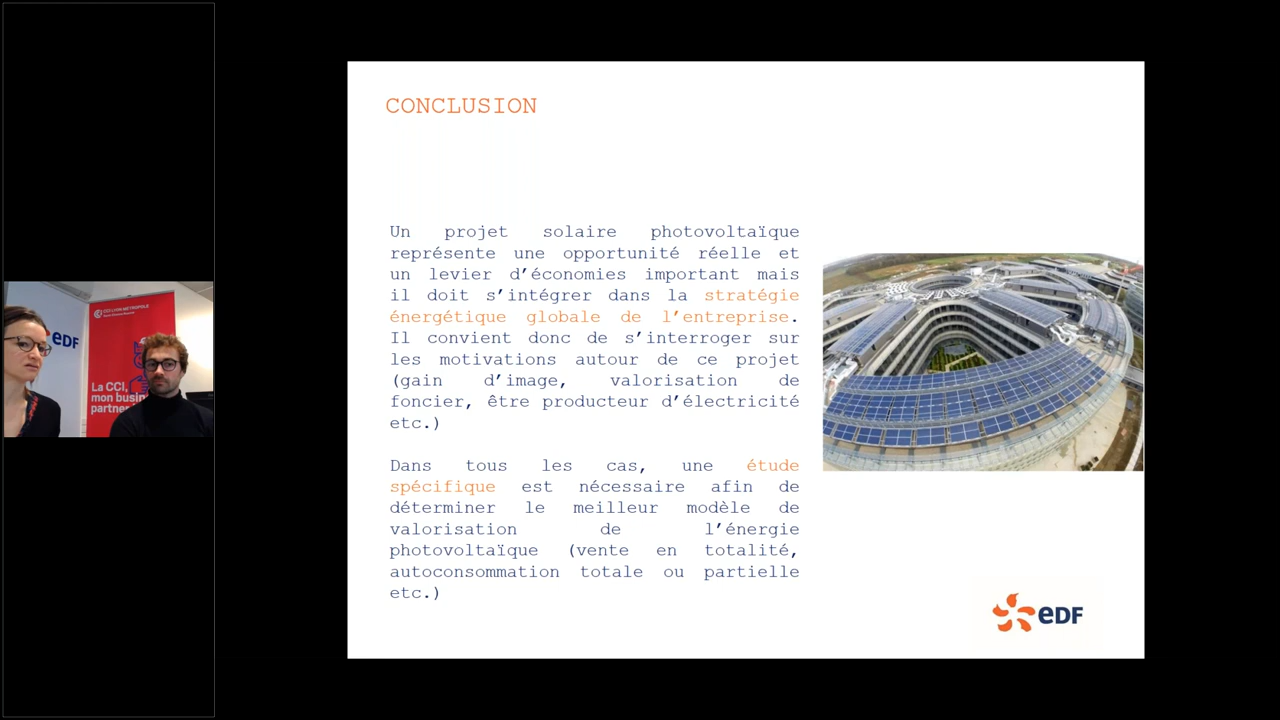 CONCLUSION
Un projet solaire photovoltaïque
représente une opportunité réelle et
un levier d’économies important mais
il doit s’intégrer dans la stratégie
énergétique globale de l’entreprise.
Il convient donc de s’interroger sur
les motivations autour de ce projet
(gain d’image, valorisation de
foncier, être producteur d’électricité
etc.)
Dans tous les cas, une étude
spécifique est nécessaire afin de
déterminer le meilleur modèle de
valorisation de l’énergie
photovoltaïque (vente en totalité,
autoconsommation totale ou partielle
etc.)
eDF
CCI LYON METROPOLE
eDF
La CCI,
mon busin
partner